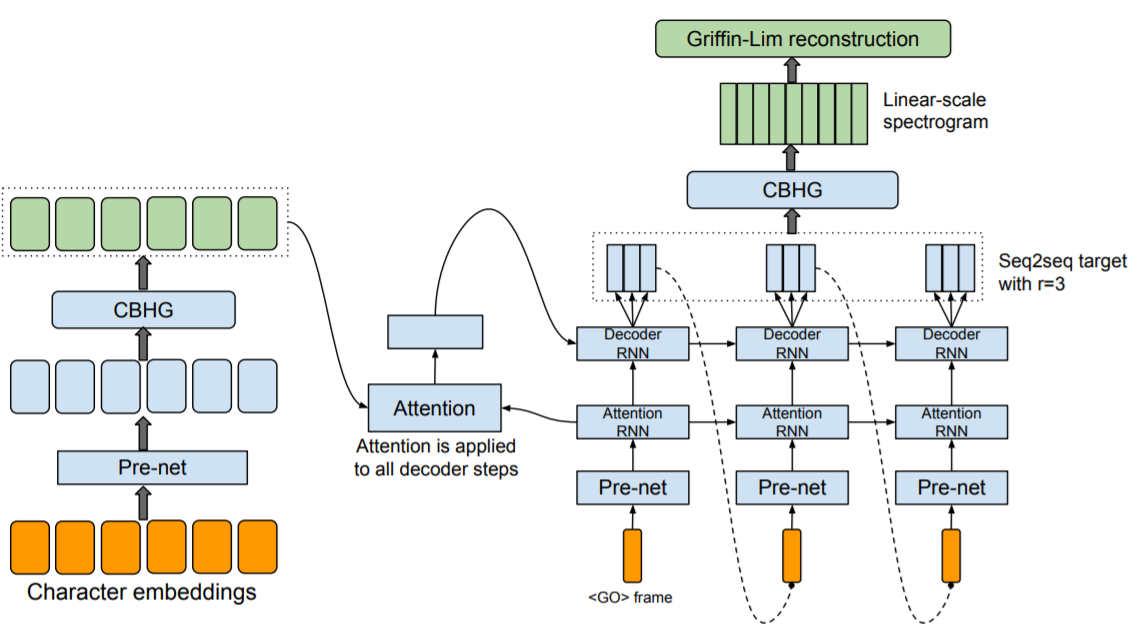 Griffin-Lim reconstruction
Linear-scale
spectrogram
CBHG
Seq2seq target
with r=3
CBHG
Decoder
RNN
Decoder
RNN
Decoder
RNN
Attention
Attention is applied
to all decoder steps
Attention
RNN
Attention
RNN
Attention
RNN
Pre-net
Pre-net
Pre-net
Pre-net
Character embeddings
<GO> frame